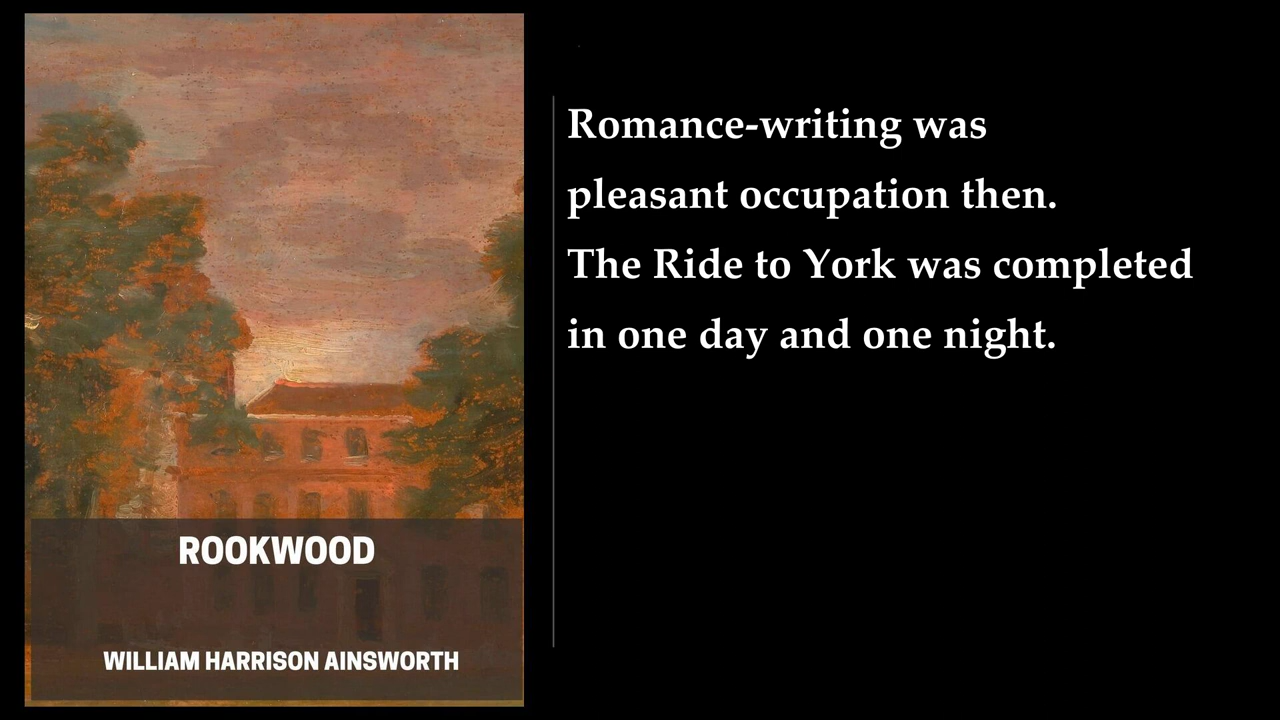 ROOKWOOD
WILLIAM HARRISON AINSWORTH
Romance-writing was
pleasant occupation then.
The Ride to York was completed
in one day and one night.